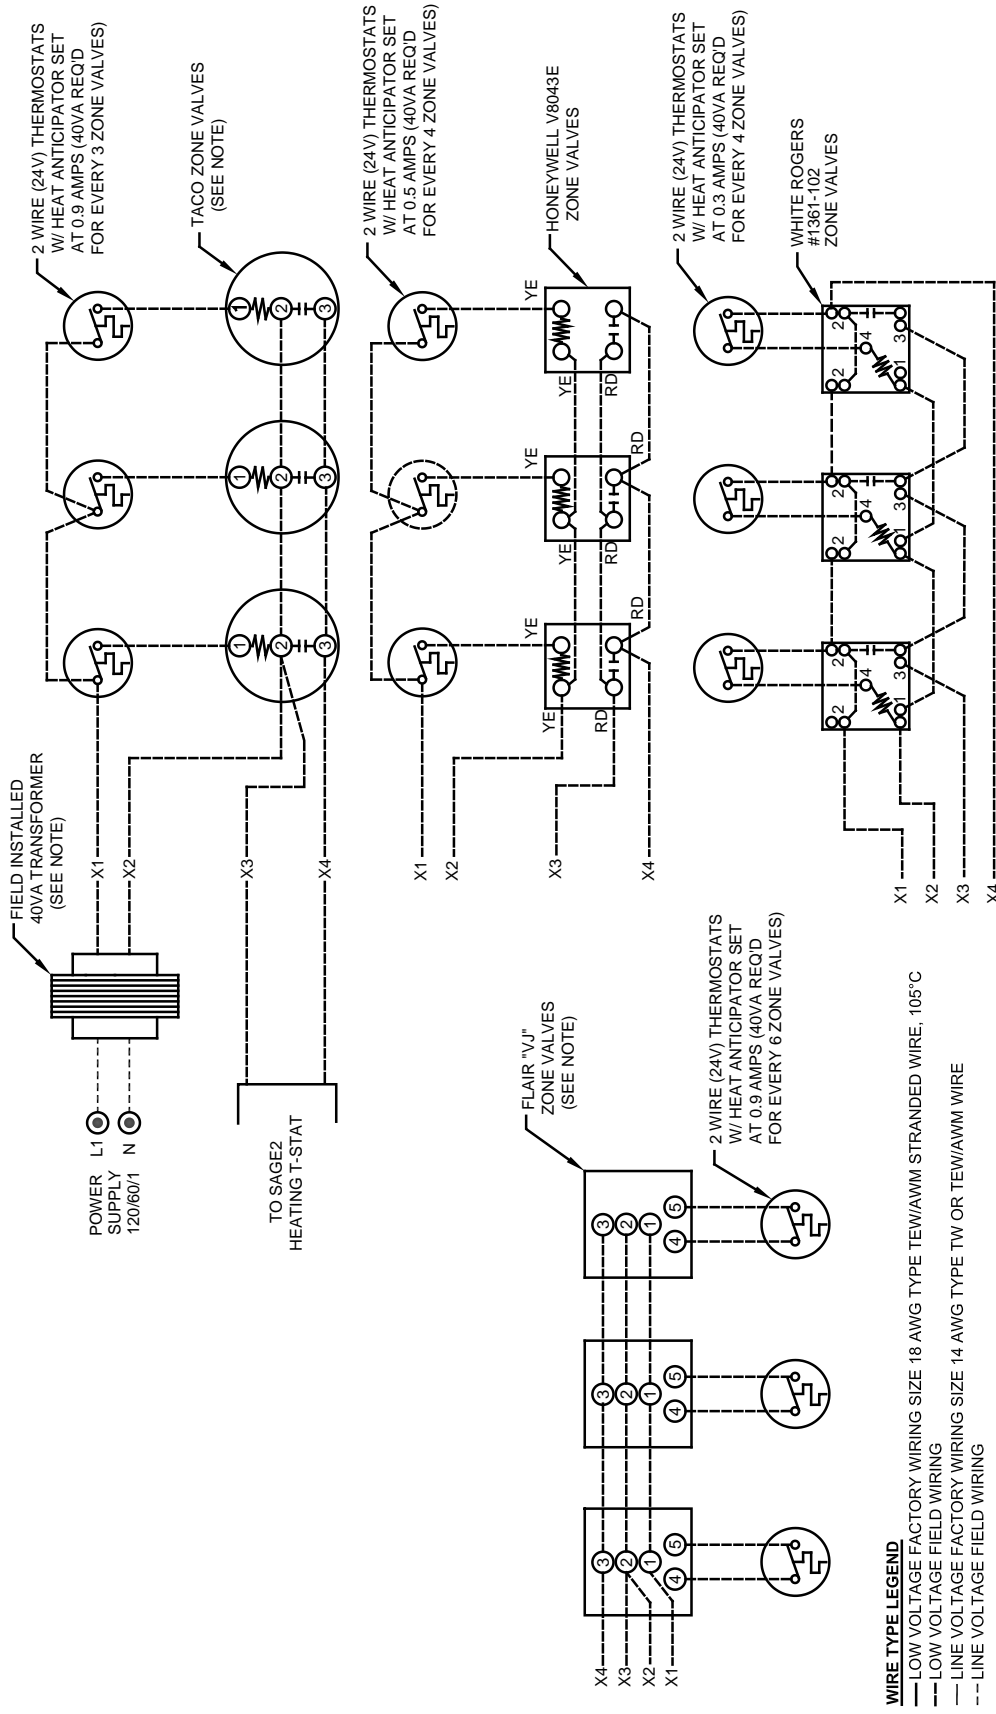 FIELD INSTALLED
40VA TRANSFORMER
(SEE NOTE)
POWER
SUPPLY
120/60/1
L1
N
X1
X2
X3
X4
TO SAGE2
HEATING T-STAT
2 WIRE (24V) THERMOSTATS
W/ HEAT ANTICIPATOR SET
AT 0.9 AMPS (40VA REQ'D
FOR EVERY 3 ZONE VALVES)
TACO ZONE VALVES
(SEE NOTE)
1
2
3
1
2
3
1
2
3
2 WIRE (24V) THERMOSTATS
W/ HEAT ANTICIPATOR SET
AT 0.5 AMPS (40VA REQ'D
FOR EVERY 4 ZONE VALVES)
HONEYWELL V8043E
ZONE VALVES
X1
X2
X3
X4
YE
YE
RD
RD
YE
YE
RD
RD
YE
YE
RD
2 WIRE (24V) THERMOSTATS
W/ HEAT ANTICIPATOR SET
AT 0.3 AMPS (40VA REQ'D
FOR EVERY 4 ZONE VALVES)
WHITE ROGERS
#1361-102
ZONE VALVES
2
2
4
1
3
2
2
4
1
3
2
2
4
1
3
X1
X2
X3
X4
FLAIR "VJ"
ZONE VALVES
(SEE NOTE)
2 WIRE (24V) THERMOSTATS
W/ HEAT ANTICIPATOR SET
AT 0.9 AMPS (40VA REQ'D
FOR EVERY 6 ZONE VALVES)
X4
X3
X2
X1
3
2
1
4
5
3
2
1
4
5
3
2
1
4
5
WIRE TYPE LEGEND
LOW VOLTAGE FACTORY WIRING SIZE 18 AWG TYPE TEW/AWM STRANDED WIRE, 105°C
LOW VOLTAGE FIELD WIRING
LINE VOLTAGE FACTORY WIRING SIZE 14 AWG TYPE TW OR TEW/AWM WIRE
LINE VOLTAGE FIELD WIRING